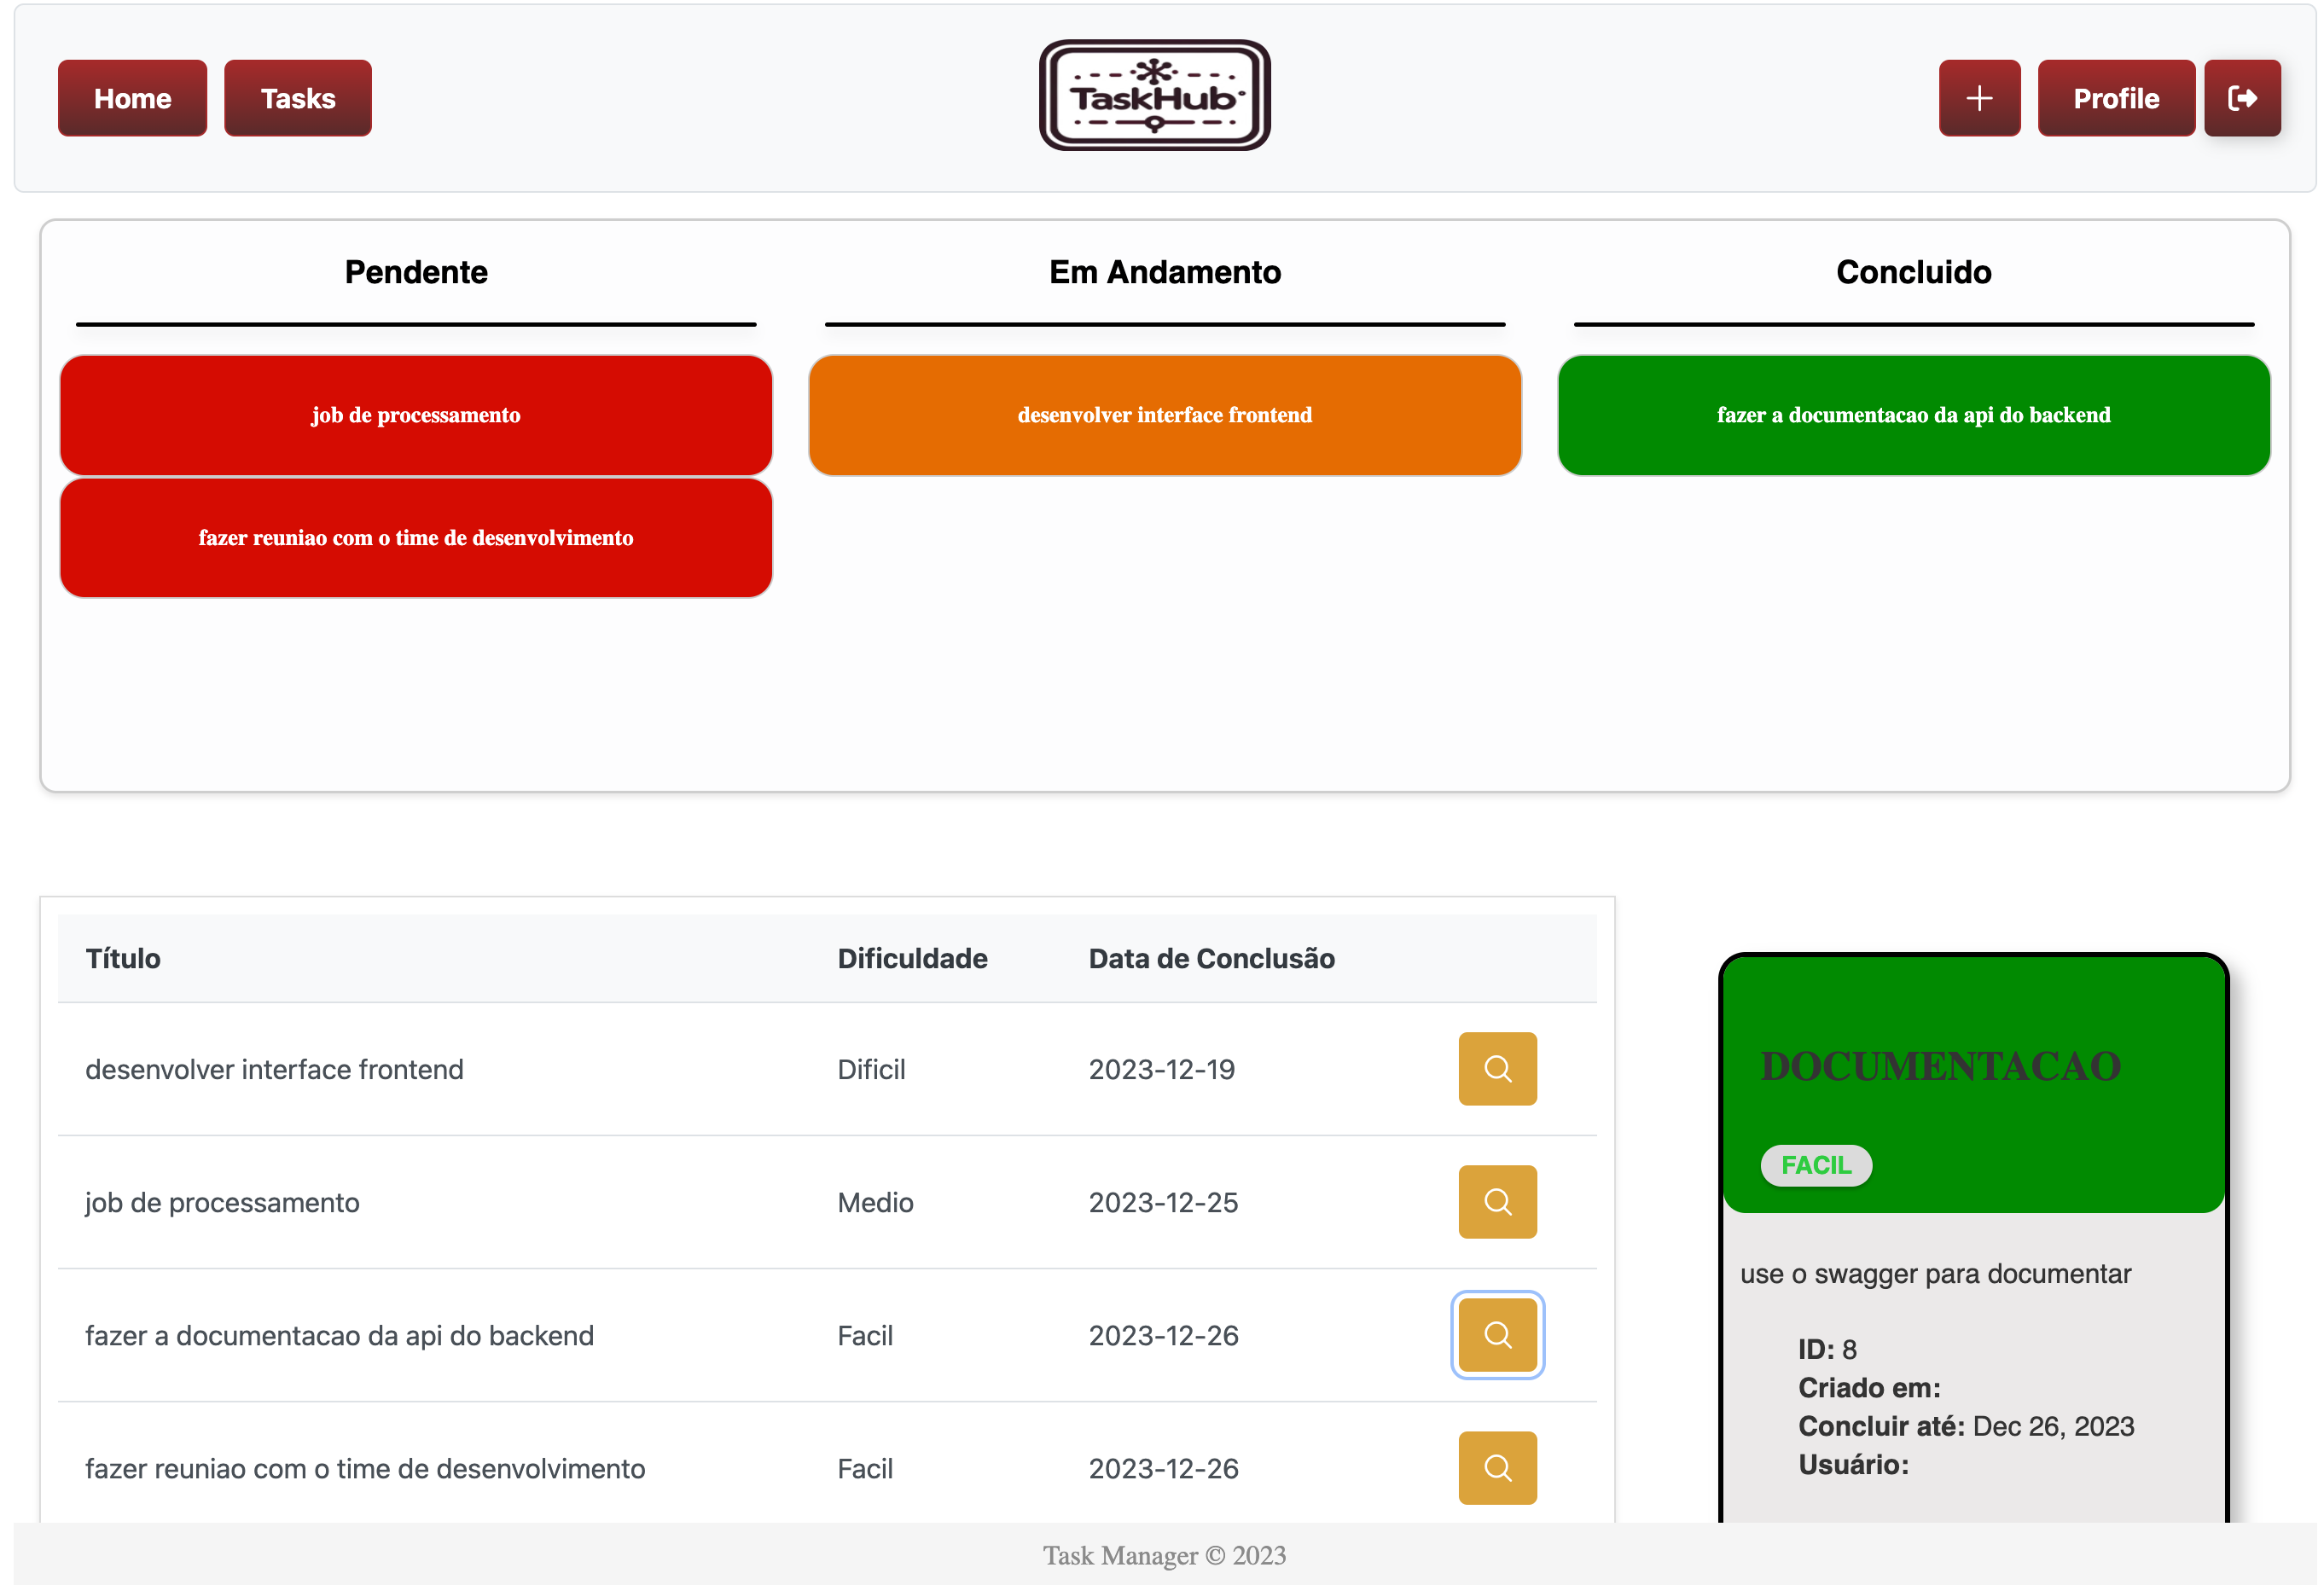 Home Tasks TaskHub Profile
Pendente Em Andamento Concluido
job de processamento desenvolver interface frontend fazer a documentacao da api do backend
fazer reuniao com o time de desenvolvimento
Título Dificuldade Data de Conclusão
desenvolver interface frontend Dificil 2023-12-19
job de processamento Medio 2023-12-25
fazer a documentacao da api do backend Facil 2023-12-26
fazer reuniao com o time de desenvolvimento Facil 2023-12-26
DOCUMENTACAO
FACIL
use o swagger para documentar
ID: 8
Criado em:
Concluir até: Dec 26, 2023
Usuário:
Task Manager © 2023